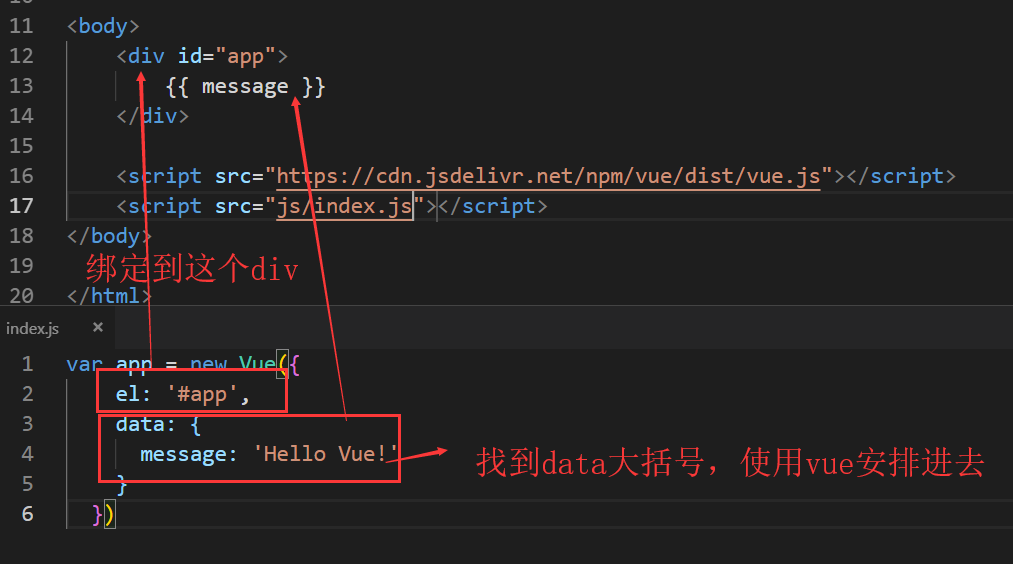 11 <body>
12 <div id="app">
13 {{ message }}
14 </div>
15
16 <script src="https://cdn.jsdelivr.net/npm/vue/dist/vue.js"></script>
17 <script src="js/index.js"></script>
18 </body>
19
绑定到这个div
20 </html>
index.js ×
1 var app = new Vue({
2 el: '#app',
3 data: {
4 message: 'Hello Vue!'
找到data大括号，使用vue安排进去
5 }
6 })